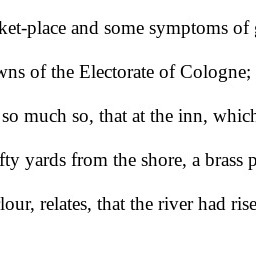 ket-place and some symptoms of
wns of the Electorate of Cologne;
so much so, that at the inn, which
fty yards from the shore, a brass p
lour, relates, that the river had rise